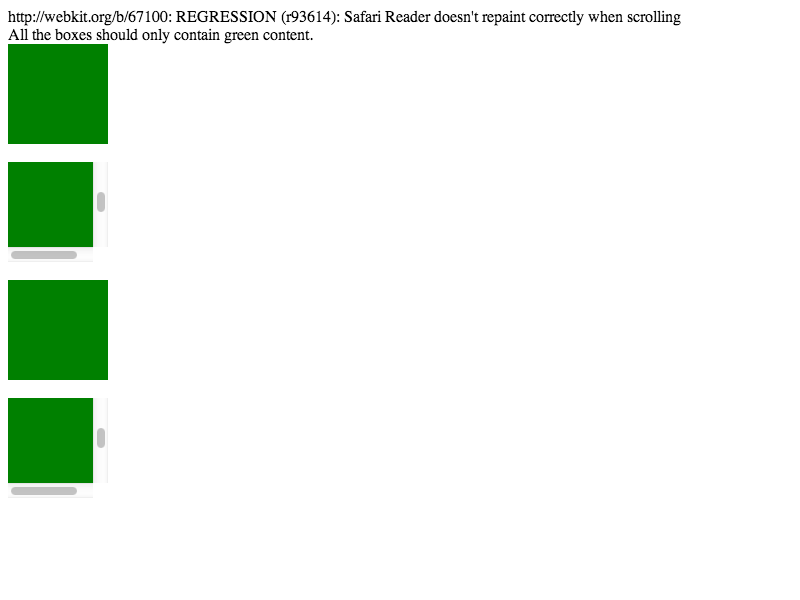 http://webkit.org/b/67100: REGRESSION (r93614): Safari Reader doesn't repaint correctly when scrolling
All the boxes should only contain green content.